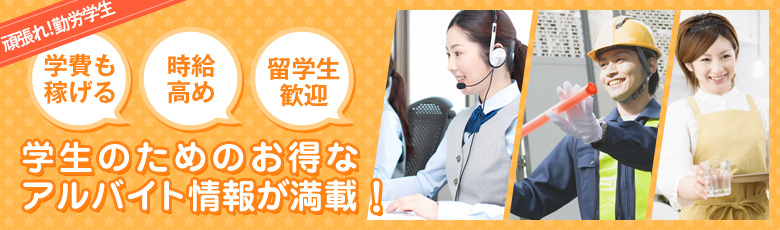 頑張れ!勤労学生
学費も
稼げる
時給
高め
留学生
歓迎
学生のためのお得な
アルバイト情報が満載！